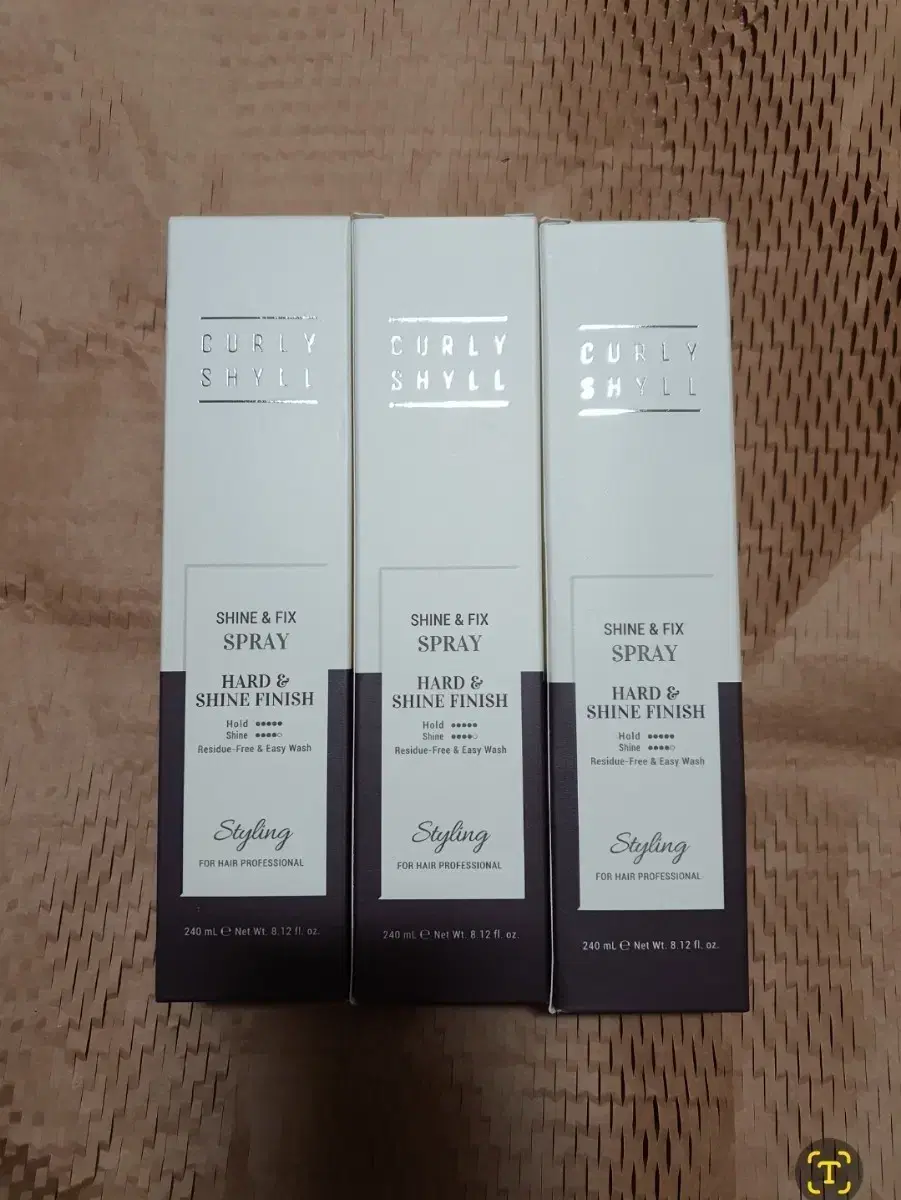 CURLY
SHYLL
SHINE & FIX
SPRAY
HARD &
SHINE FINISH
Hold
Shine
Residue-Free & Easy Wash
Styling
FOR HAIR PROFESSIONAL
240 mL ℮ Net Wt. 8.12 fl. oz.
CURLY
SHYLL
SHINE & FIX
SPRAY
HARD &
SHINE FINISH
Hold
Shine
Residue-Free & Easy Wash
Styling
FOR HAIR PROFESSIONAL
240 mL ℮ Net Wt. 8.12 fl. oz.
CURLY
SHYLL
SHINE & FIX
SPRAY
HARD &
SHINE FINISH
Hold
Shine
Residue-Free & Easy Wash
Styling
FOR HAIR PROFESSIONAL
240 mL ℮ Net Wt. 8.12 fl. oz.
T